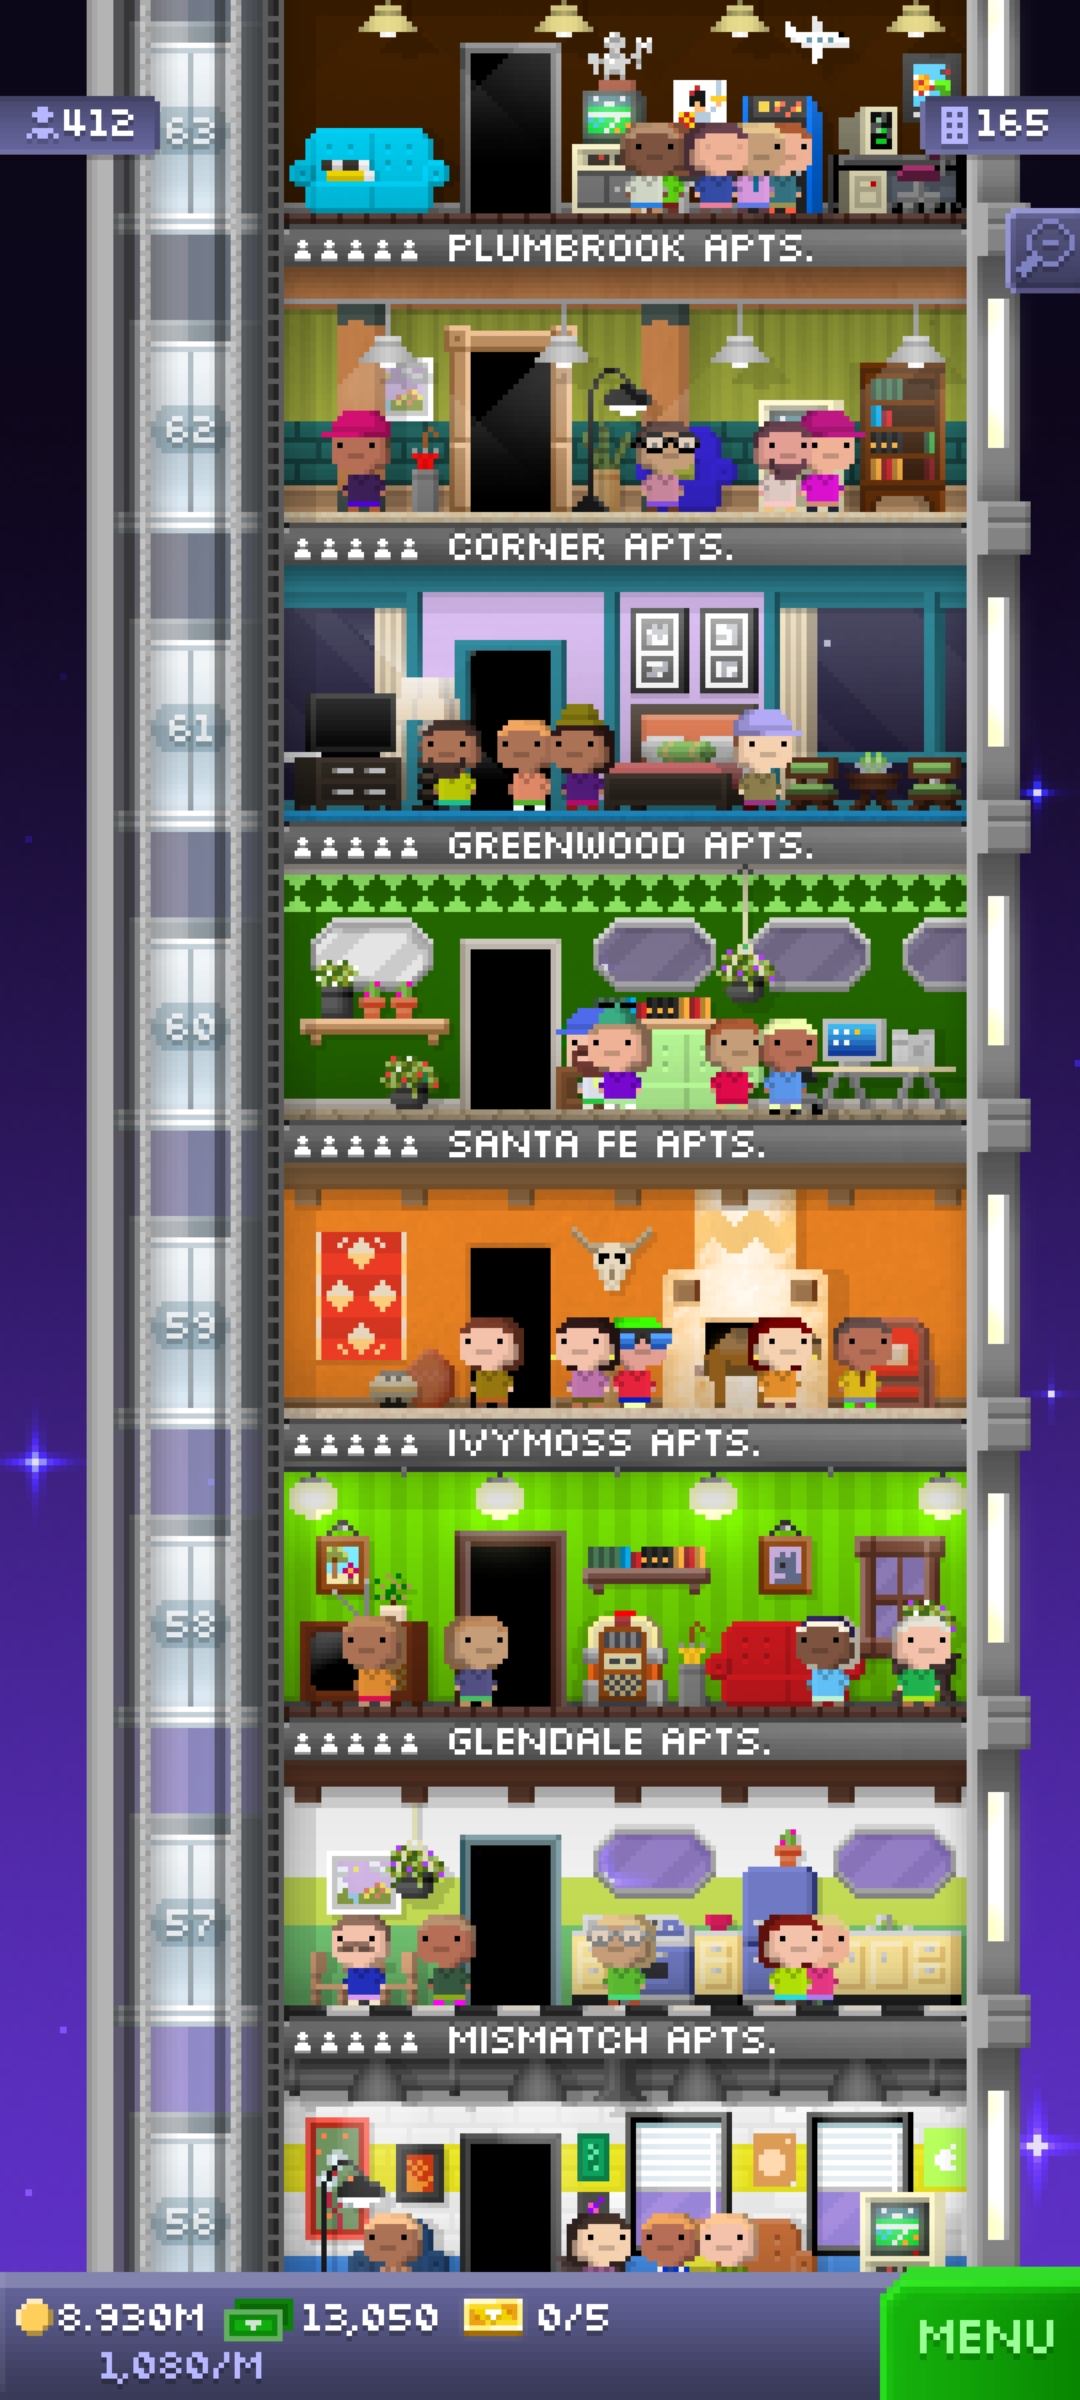 63
412
165
PLUMBROOK APTS.
62
CORNER APTS.
61
GREENWOOD APTS.
60
SANTA FE APTS.
59
IVYMOSS APTS.
58
GLENDALE APTS.
57
MISMATCH APTS.
56
8.930M 13,050 0/5
1,080/M
MENU